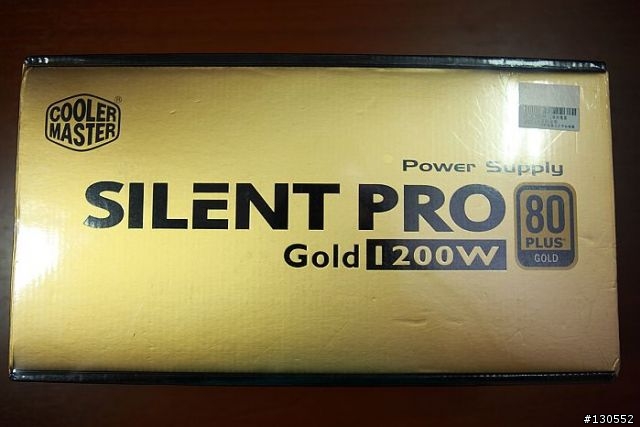 COOLER
MASTER®
Power Supply
SILENT PRO
Gold 1200W
80
PLUS®
GOLD
#130552